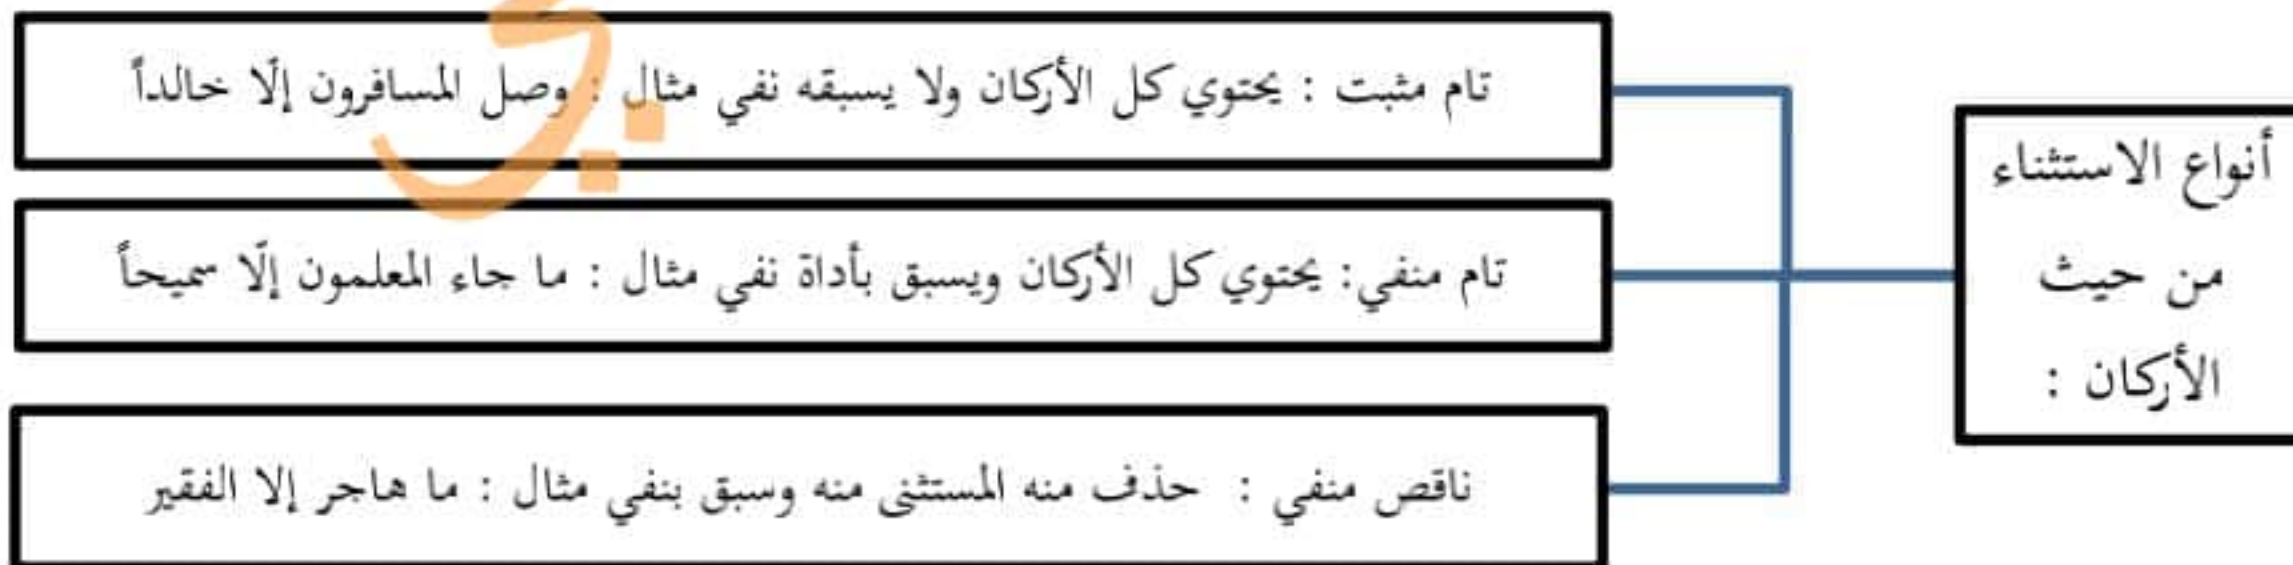 أنواع الاستثناء
من حيث
الأركان :
تام مثبت : يحتوي كل الأركان ولا يسبقه نفي مثال : وصل المسافرون إلّا خالداً
تام منفي: يحتوي كل الأركان ويسبق بأداة نفي مثال : ما جاء المعلمون إلّا سميحاً
ناقص منفي : حذف منه المستثنى منه وسبق بنفي مثال : ما هاجر إلا الفقير